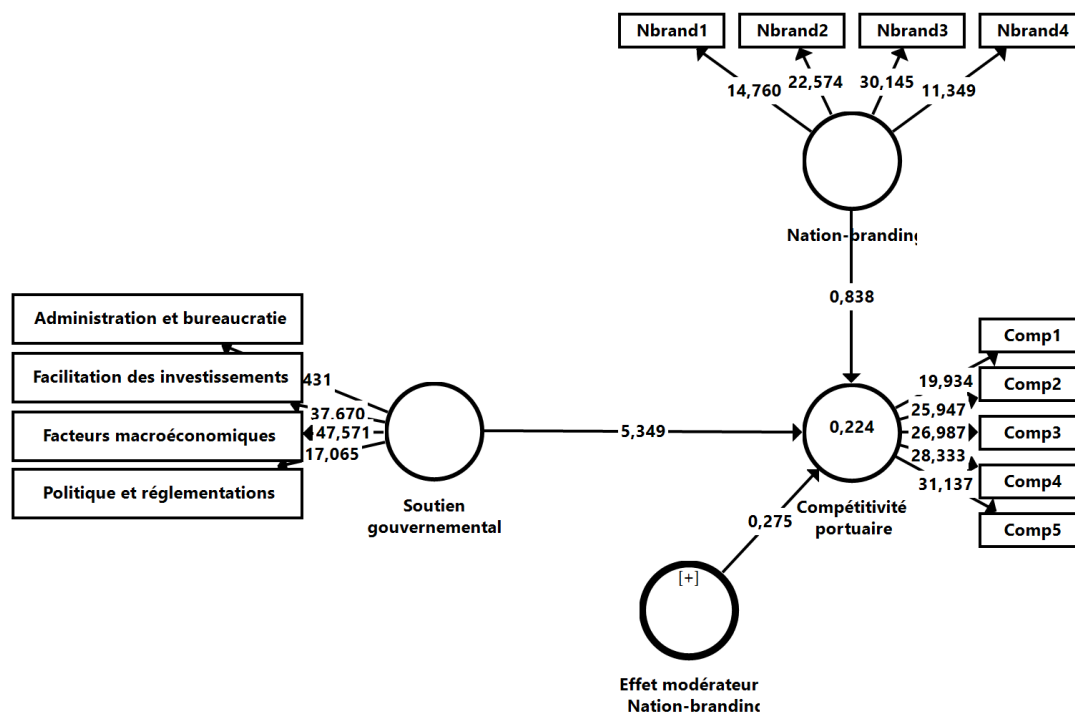 Nbrand1
Nbrand2
Nbrand3
Nbrand4
14,760
22,574
30,145
11,349
Nation-branding
0,838
Administration et bureaucratie
Facilitation des investissements
Facteurs macroéconomiques
Politique et réglementations
431
37,670
47,571
17,065
Soutien
gouvernemental
5,349
0,224
Compétitivité
portuaire
19,934
25,947
26,987
28,333
31,137
Comp1
Comp2
Comp3
Comp4
Comp5
0,275
[+]
Effet modérateur
Nation-branding